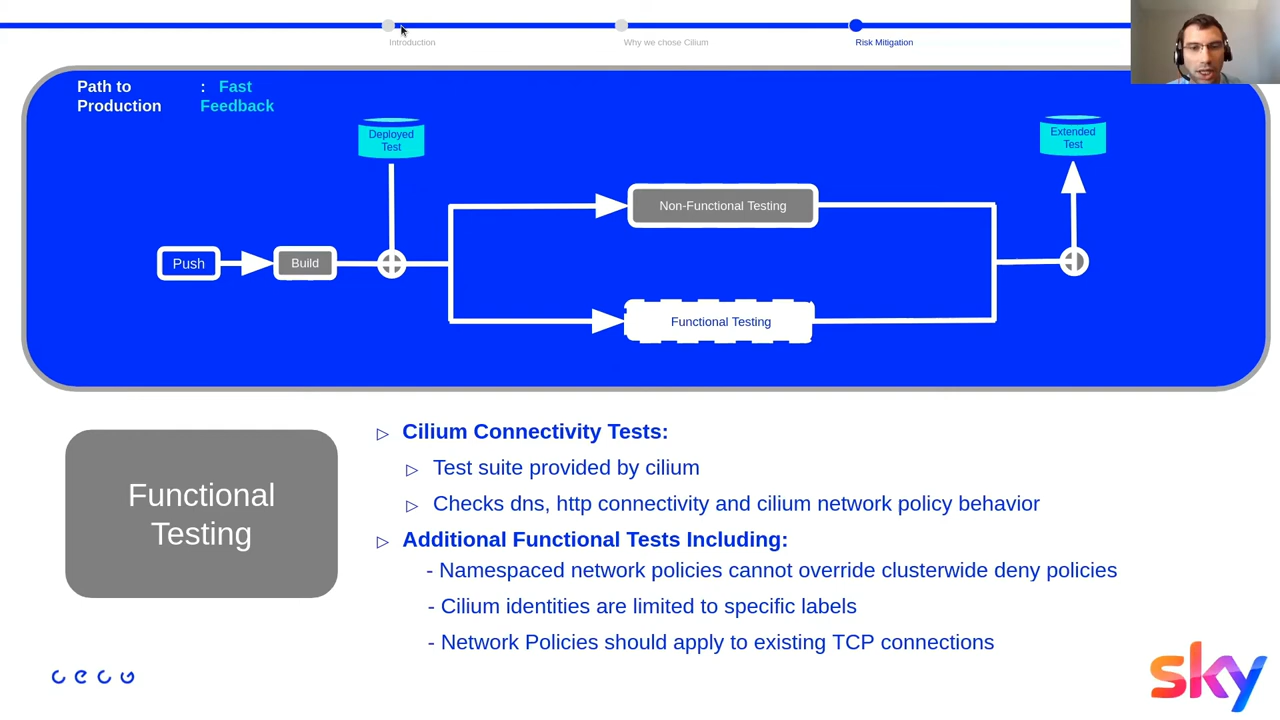 Introduction
Why we chose Cilium
Risk Mitigation
Path to : Fast
Production Feedback
Deployed
Test
Extended
Test
Non-Functional Testing
Push
Build
Functional Testing
Functional
Testing
▷ Cilium Connectivity Tests:
▷ Test suite provided by cilium
▷ Checks dns, http connectivity and cilium network policy behavior
▷ Additional Functional Tests Including:
- Namespaced network policies cannot override clusterwide deny policies
- Cilium identities are limited to specific labels
- Network Policies should apply to existing TCP connections
cecg
sky